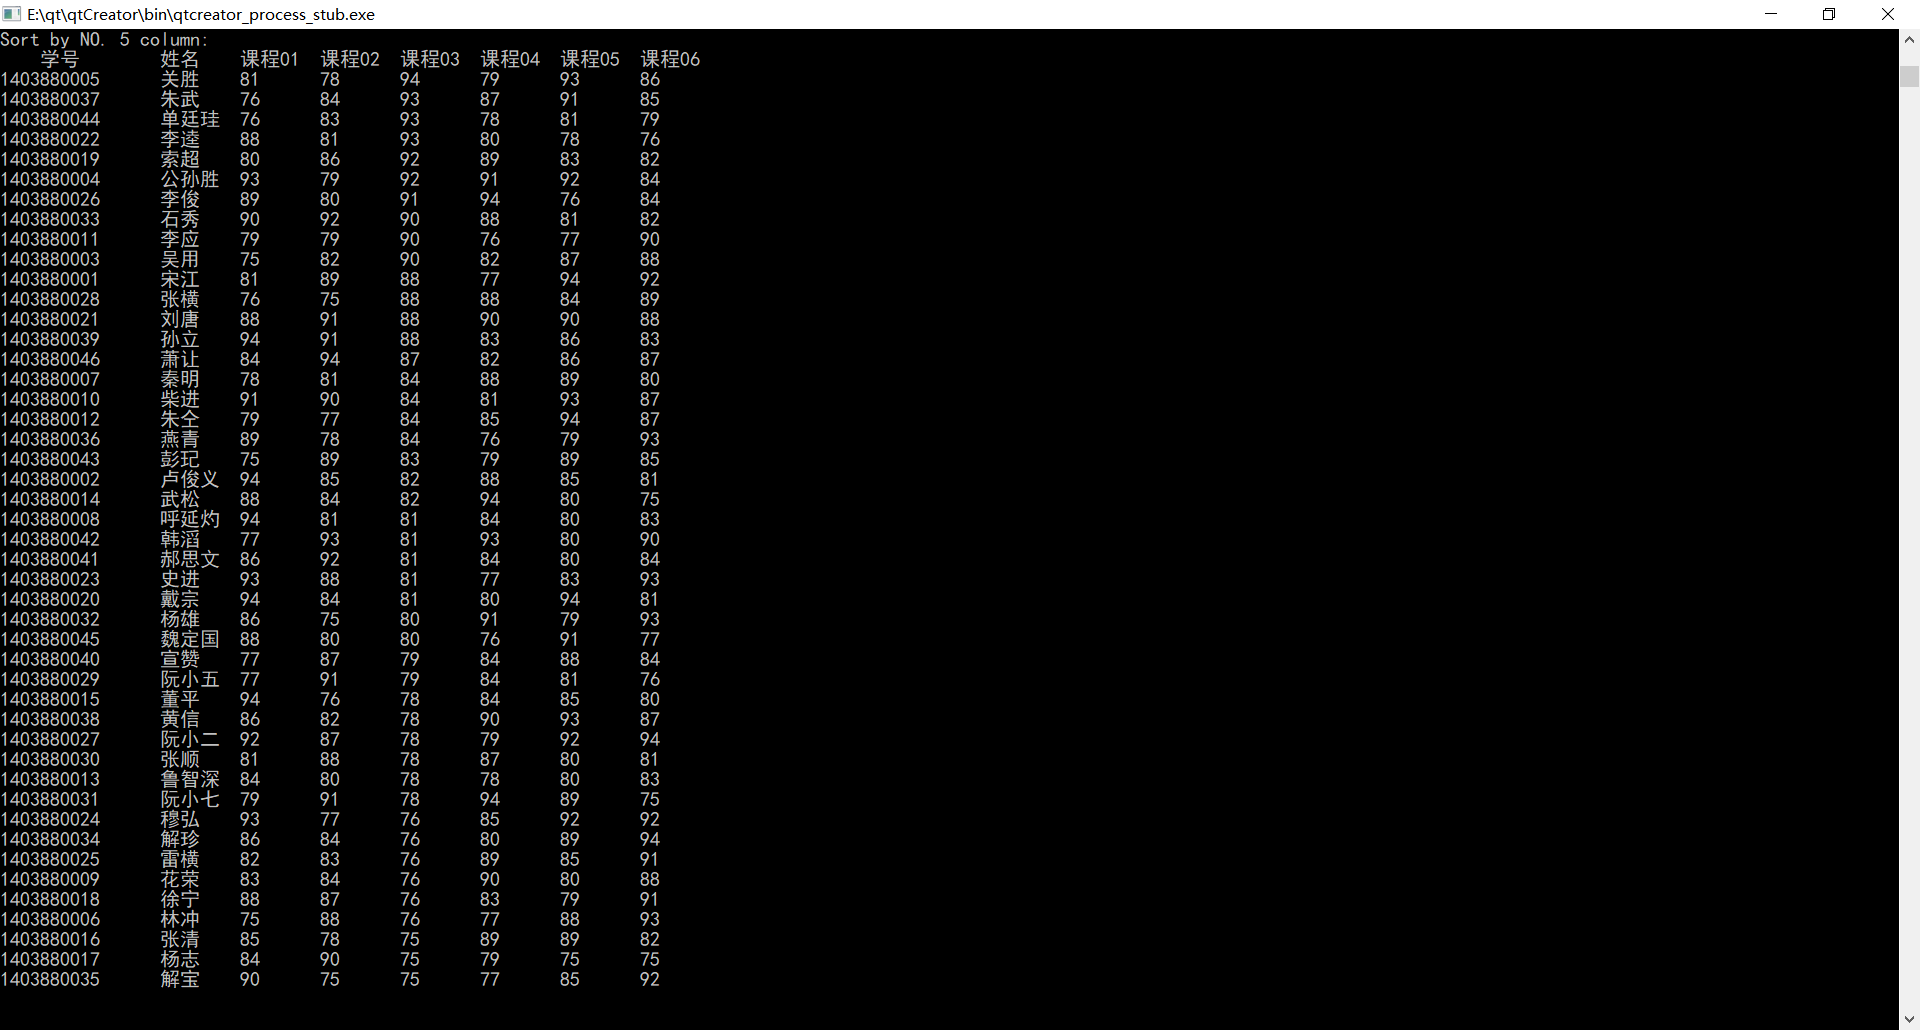 E:\qt\qtCreator\bin\qtcreator_process_stub.exe
Sort by NO. 5 column:
学号 姓名 课程01 课程02 课程03 课程04 课程05 课程06
1403880005 关胜 81 78 94 79 93 86
1403880037 朱武 76 84 93 87 91 85
1403880044 单廷珪 76 83 93 78 81 79
1403880022 李逵 88 81 93 80 78 76
1403880019 索超 80 86 92 89 83 82
1403880004 公孙胜 93 79 92 91 92 84
1403880026 李俊 89 80 91 94 76 84
1403880033 石秀 90 92 90 88 81 82
1403880011 李应 79 79 90 76 77 90
1403880003 吴用 75 82 90 82 87 88
1403880001 宋江 81 89 88 77 94 92
1403880028 张横 76 75 88 88 84 89
1403880021 刘唐 88 91 88 90 90 88
1403880039 孙立 94 91 88 83 86 83
1403880046 萧让 84 94 87 82 86 87
1403880007 秦明 78 81 84 88 89 80
1403880010 柴进 91 90 84 81 93 87
1403880012 朱仝 79 77 84 85 94 87
1403880036 燕青 89 78 84 76 79 93
1403880043 彭玘 75 89 83 79 89 85
1403880002 卢俊义 94 85 82 88 85 81
1403880014 武松 88 84 82 94 80 75
1403880008 呼延灼 94 81 81 84 80 83
1403880042 韩滔 77 93 81 93 80 90
1403880041 郝思文 86 92 81 84 80 84
1403880023 史进 93 88 81 77 83 93
1403880020 戴宗 94 84 81 80 94 81
1403880032 杨雄 86 75 80 91 79 93
1403880045 魏定国 88 80 80 76 91 77
1403880040 宣赞 77 87 79 84 88 84
1403880029 阮小五 77 91 79 84 81 76
1403880015 董平 94 76 78 84 85 80
1403880038 黄信 86 82 78 90 93 87
1403880027 阮小二 92 87 78 79 92 94
1403880030 张顺 81 88 78 87 80 81
1403880013 鲁智深 84 80 78 78 80 83
1403880031 阮小七 79 91 78 94 89 75
1403880024 穆弘 93 77 76 85 92 92
1403880034 解珍 86 84 76 80 89 94
1403880025 雷横 82 83 76 89 85 91
1403880009 花荣 83 84 76 90 80 88
1403880018 徐宁 88 87 76 83 79 91
1403880006 林冲 75 88 76 77 88 93
1403880016 张清 85 78 75 89 89 82
1403880017 杨志 84 90 75 79 75 75
1403880035 解宝 90 75 75 77 85 92